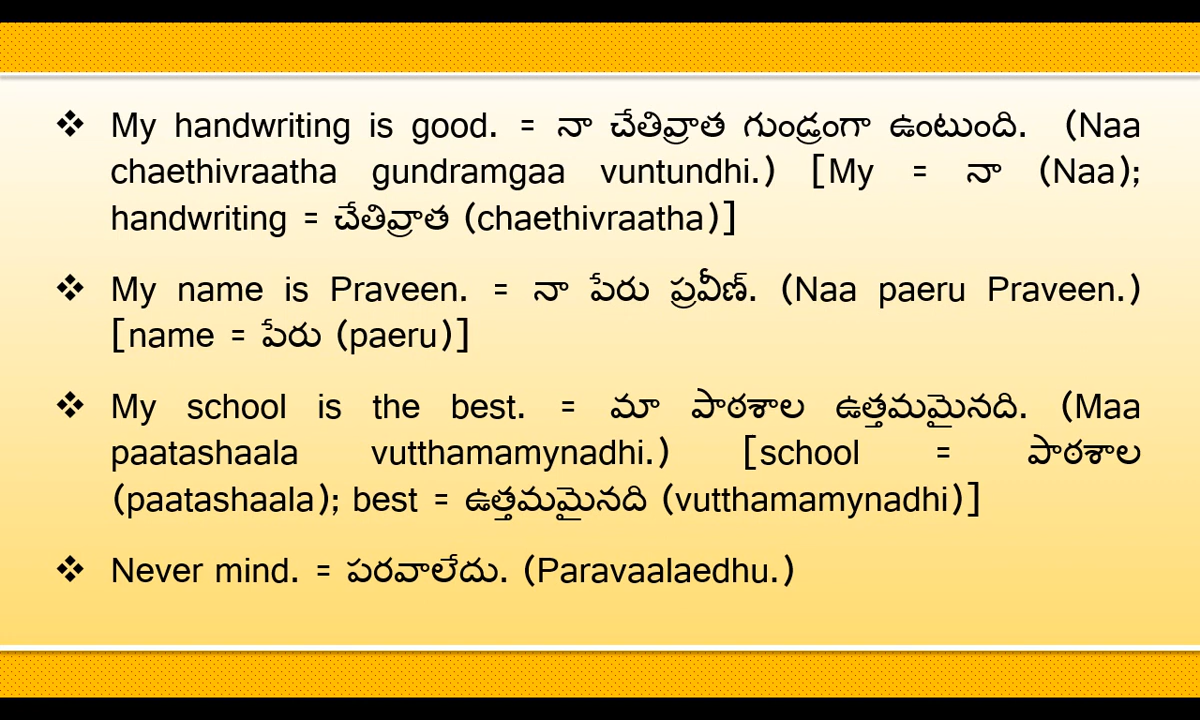 ❖ My handwriting is good. = నా చేతివ్రాత గుండ్రంగా ఉంటుంది. (Naa
chaethivraatha gundramgaa vuntundhi.) [My = నా (Naa);
handwriting = చేతివ్రాత (chaethivraatha)]
❖ My name is Praveen. = నా పేరు ప్రవీణ్. (Naa paeru Praveen.)
[name = పేరు (paeru)]
❖ My school is the best. = మా పాఠశాల ఉత్తమమైనది. (Maa
paatashaala vutthamamynadhi.) [school = పాఠశాల
(paatashaala); best = ఉత్తమమైనది (vutthamamynadhi)]
❖ Never mind. = పరవాలేదు. (Paravaalaedhu.)